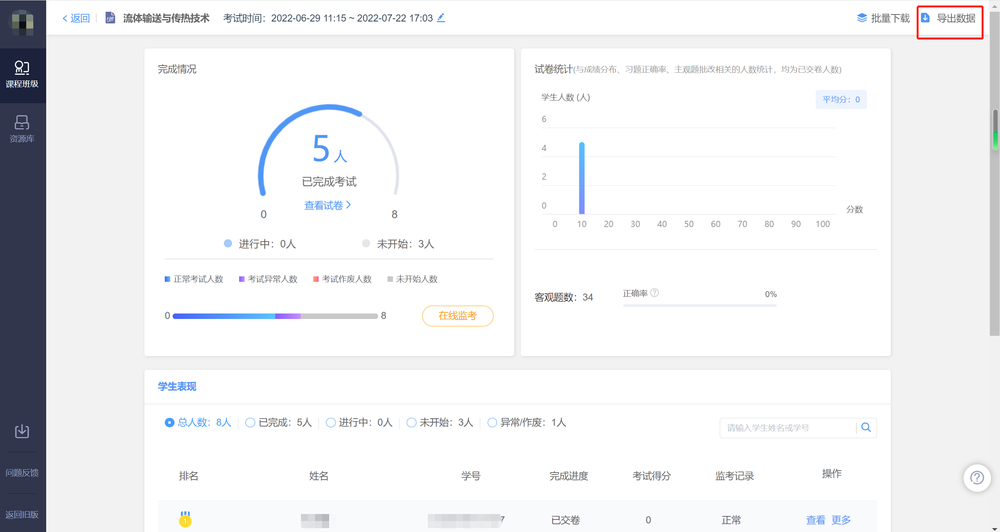 返回
流体输送与传热技术
考试时间：2022-06-29 11:15 ~ 2022-07-22 17:03
批量下载
导出数据
课程班级
资源库
问题反馈
返回旧版
完成情况
5 人
已完成考试
查看试卷
0
8
进行中：0人
未开始：3人
正常考试人数
考试异常人数
考试作废人数
未开始人数
0
8
在线监考
试卷统计(与成绩分布、习题正确率、主观题批改相关的人数统计，均为已交卷人数)
学生人数 (人)
平均分：0
6
4
2
0
分数
0 10 20 30 40 50 60 70 80 90 100
客观题数：34
正确率
0%
学生表现
总人数：8人
已完成：5人
进行中：0人
未开始：3人
异常/作废：1人
请输入学生姓名或学号
排名 姓名 学号 完成进度 考试得分 监考记录 操作
1 7 已交卷 0 正常 查看 更多